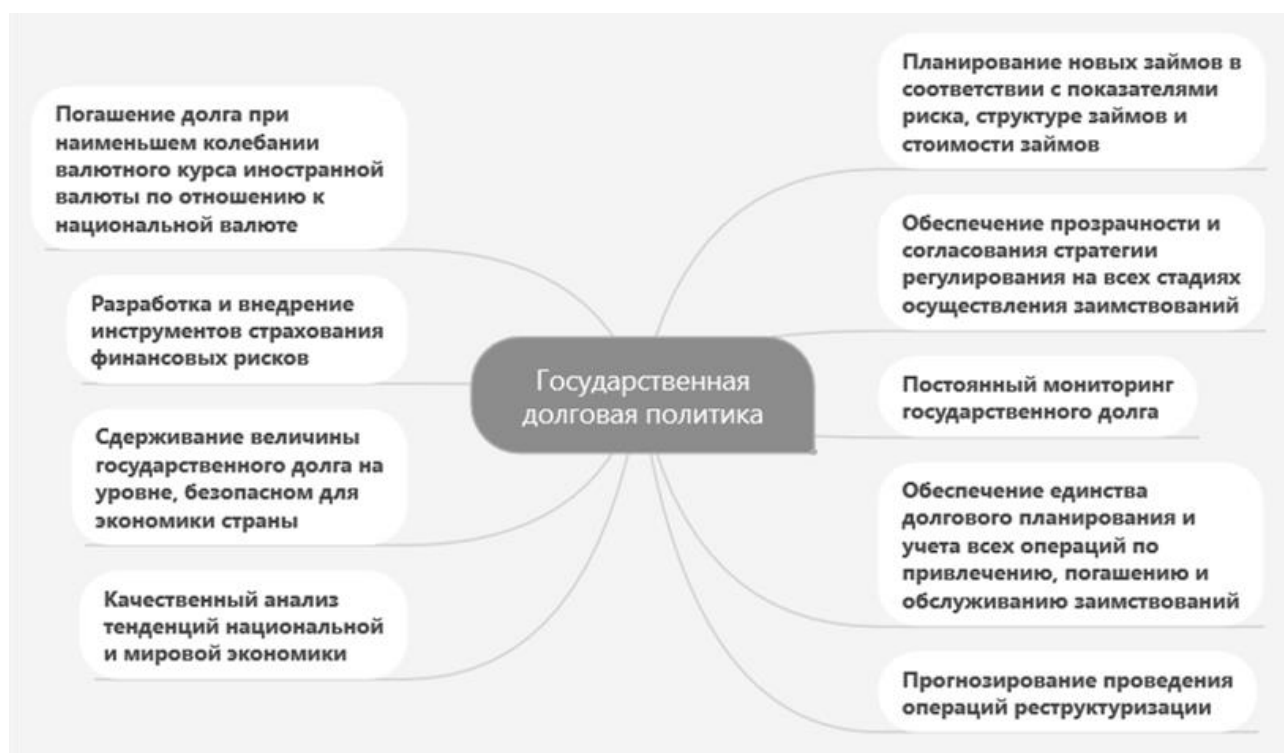 Погашение долга при
наименьшем колебании
валютного курса иностранной
валюты по отношению к
национальной валюте
Разработка и внедрение
инструментов страхования
финансовых рисков
Сдерживание величины
государственного долга на
уровне, безопасном для
экономики страны
Качественный анализ
тенденций национальной
и мировой экономики
Государственная
долговая политика
Планирование новых займов в
соответствии с показателями
риска, структуре займов и
стоимости займов
Обеспечение прозрачности и
согласования стратегии
регулирования на всех стадиях
осуществления заимствований
Постоянный мониторинг
государственного долга
Обеспечение единства
долгового планирования и
учета всех операций по
привлечению, погашению и
обслуживанию заимствований
Прогнозирование проведения
операций реструктуризации